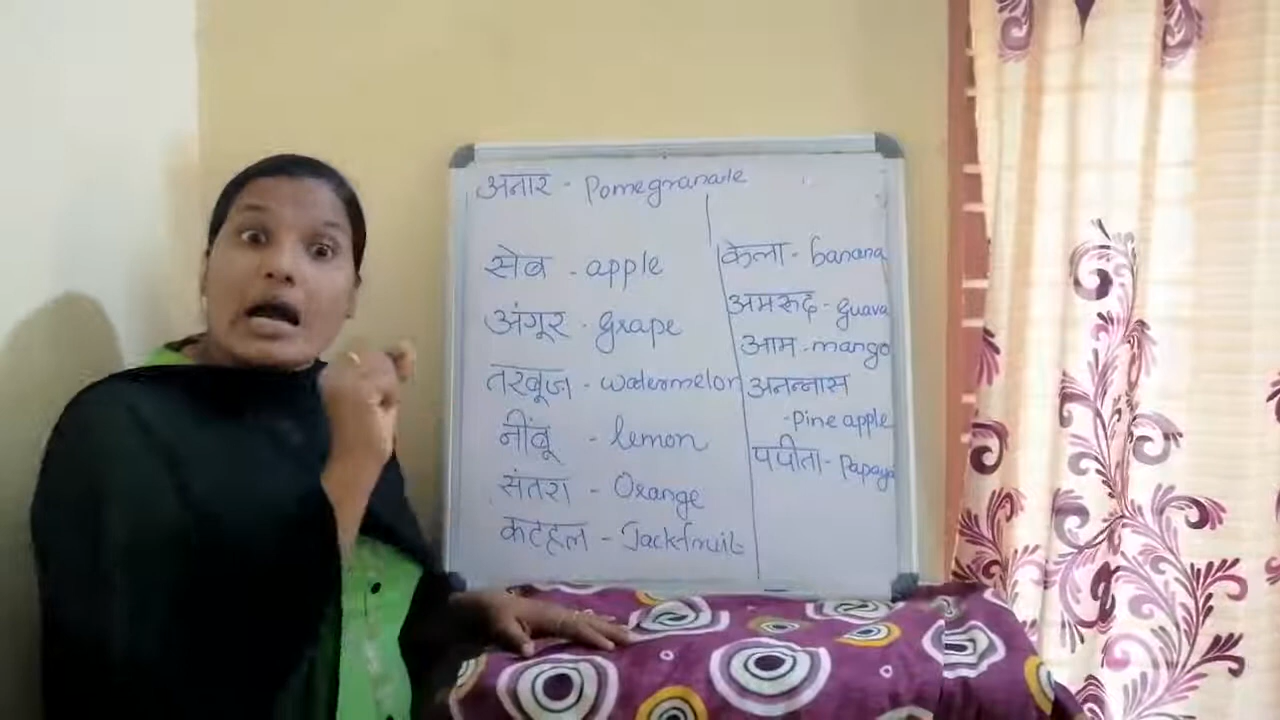 अनार - Pomegranate
सेब - apple
अंगूर - Grape
तरबूज - watermelon
नींबू - lemon
संतरा - Orange
कटहल - Jackfruit
केला - banana
अमरूद - guava
आम - mango
अनन्नास
- Pine apple
पपीता - Papaya